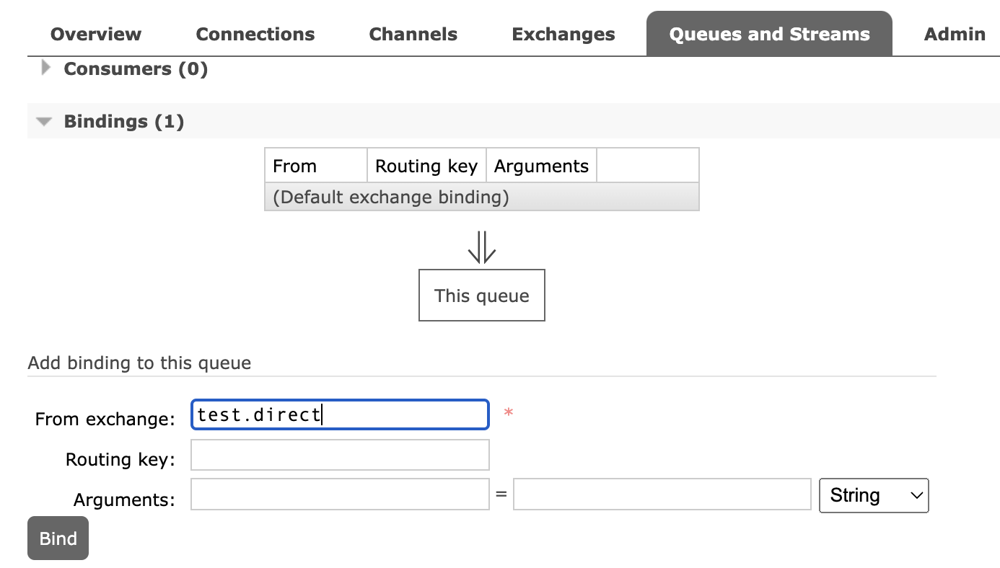 Overview Connections Channels Exchanges Queues and Streams Admin
Consumers (0)
Bindings (1)
From Routing key Arguments
(Default exchange binding)
This queue
Add binding to this queue
From exchange: test.direct *
Routing key:
Arguments: = String
Bind